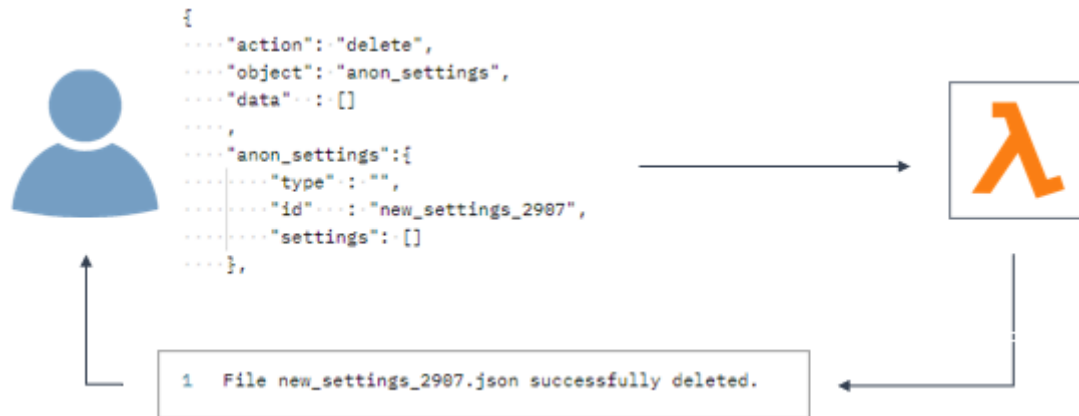 {
"action": "delete",
"object": "anon_settings",
"data" : []
,
"anon_settings":{
"type" : "",
"id" : "new_settings_2907",
"settings": []
},
λ
1 File new_settings_2907.json successfully deleted.